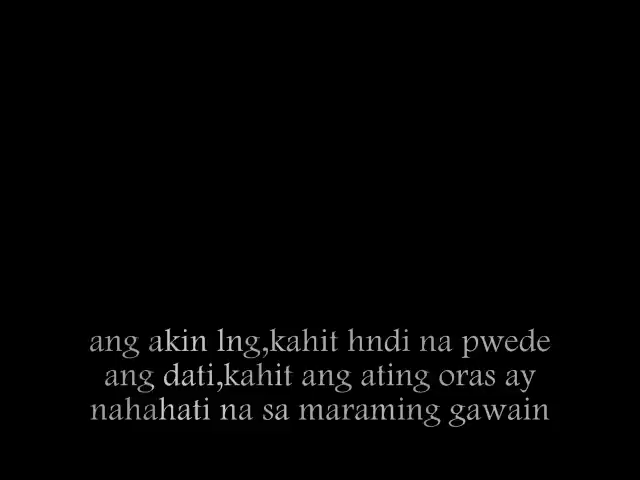 ang akin lng,kahit hndi na pwede
ang dati,kahit ang ating oras ay
nahahati na sa maraming gawain